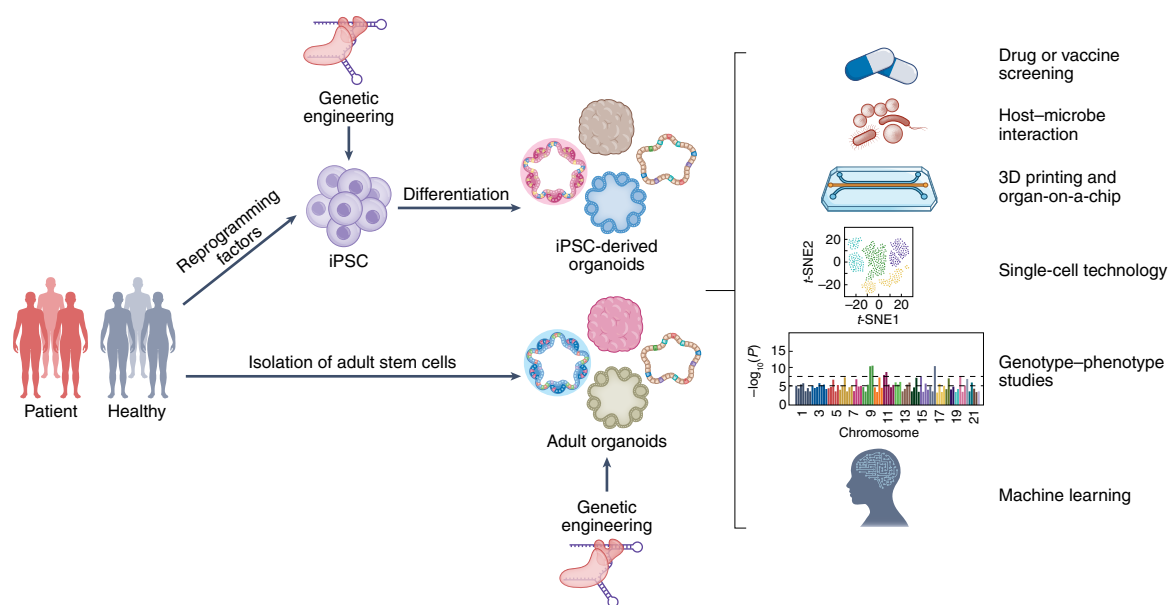 Genetic
engineering
Reprogramming
factors
iPSC
Differentiation
iPSC-derived
organoids
Patient
Healthy
Isolation of adult stem cells
Adult organoids
Genetic
engineering
Drug or vaccine
screening
Host–microbe
interaction
3D printing and
organ-on-a-chip
t-SNE2
20
10
0
–10
–20
–20
0
20
t-SNE1
Single-cell technology
–log10(P)
15
10
5
0
1
3
5
7
9
11
13
15
17
19
21
Chromosome
Genotype–phenotype
studies
Machine learning